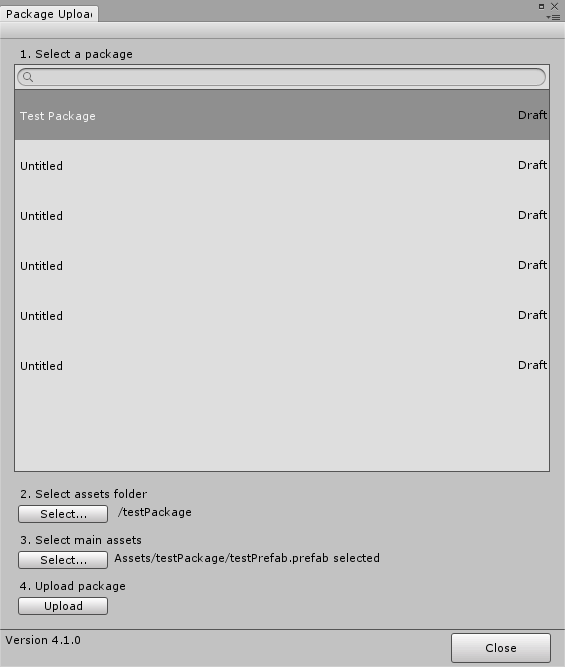 Package Uploa
1. Select a package
Test Package Draft
Untitled Draft
Untitled Draft
Untitled Draft
Untitled Draft
Untitled Draft
2. Select assets folder
Select... /testPackage
3. Select main assets
Select... Assets/testPackage/testPrefab.prefab selected
4. Upload package
Upload
Version 4.1.0
Close